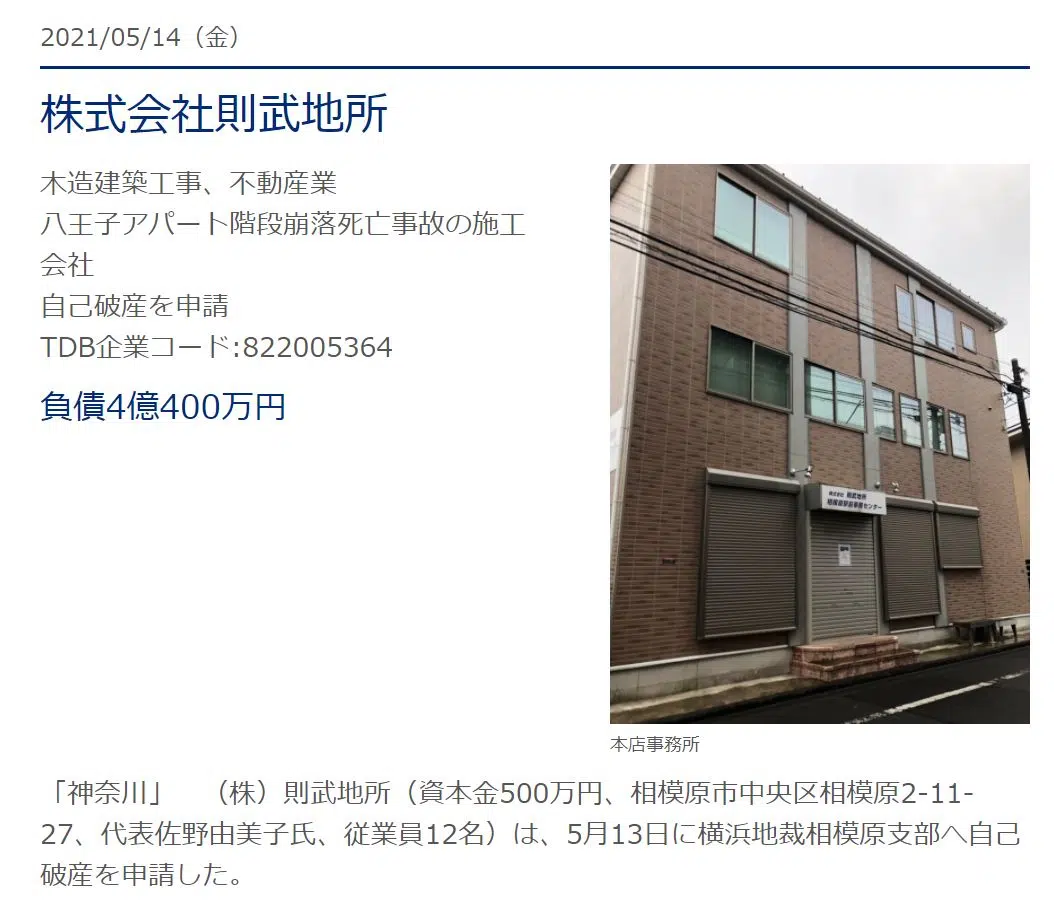 2021/05/14（金）
株式会社則武地所
木造建築工事、不動産業
八王子アパート階段崩落死亡事故の施工
会社
自己破産を申請
TDB企業コード:822005364
負債4億400万円
株式会社 則武地所
本店事務所
「神奈川」　（株）則武地所（資本金500万円、相模原市中央区相模原2-11-
27、代表佐野由美子氏、従業員12名）は、5月13日に横浜地裁相模原支部へ自己
破産を申請した。